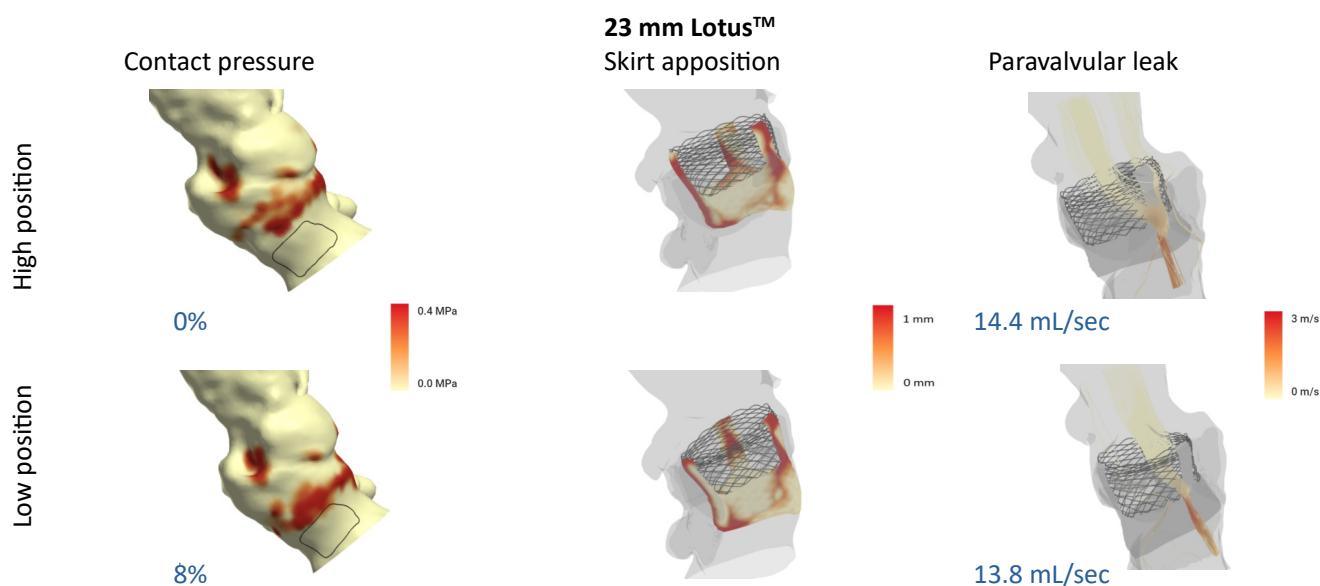 23 mm Lotus™
Contact pressure
Skirt apposition
Paravalvular leak
High position
0%
0.4 MPa
0.0 MPa
1 mm
0 mm
14.4 mL/sec
3 m/s
0 m/s
Low position
8%
13.8 mL/sec